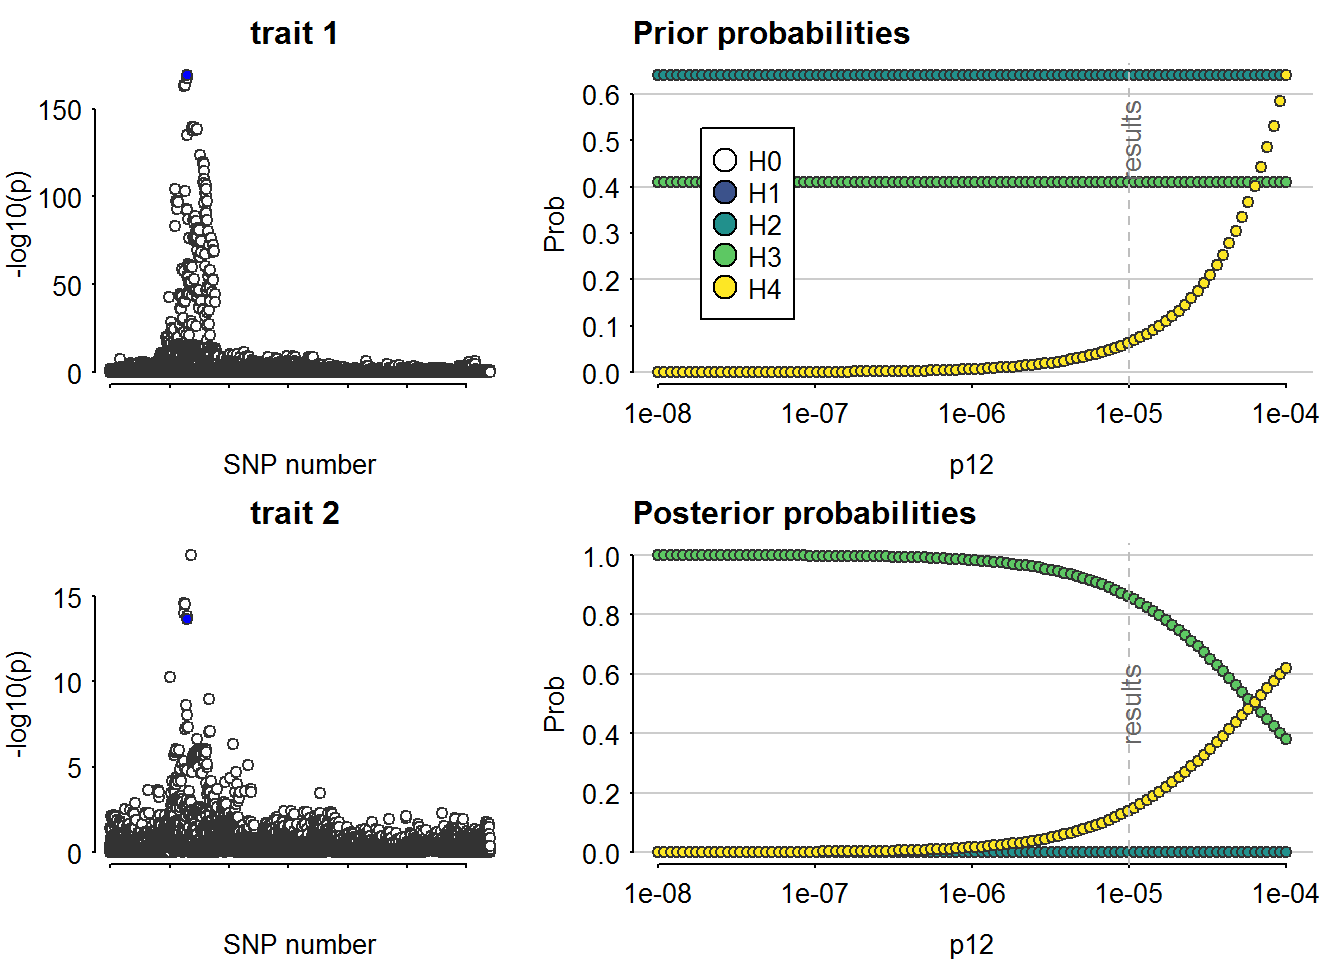 trait 1
-log10(p)
150
100
50
0
SNP number
Prior probabilities
Prob
0.6
0.5
0.4
0.3
0.2
0.1
0.0
H0
H1
H2
H3
H4
results
1e-08 1e-07 1e-06 1e-05 1e-04
p12
trait 2
-log10(p)
15
10
5
0
SNP number
Posterior probabilities
Prob
1.0
0.8
0.6
0.4
0.2
0.0
results
1e-08 1e-07 1e-06 1e-05 1e-04
p12